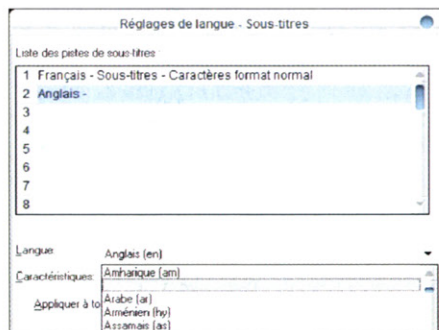 Réglages de langue - Sous-titres
Liste des pistes de sous-titres
1 Français - Sous-titres - Caractères format normal
2 Anglais -
3
4
5
6
7
8
Langue: Anglais (en)
Caractéristiques: Amharique (am)
Appliquer à to
Arabe (ar)
Arménien (hy)
Assamais (as)